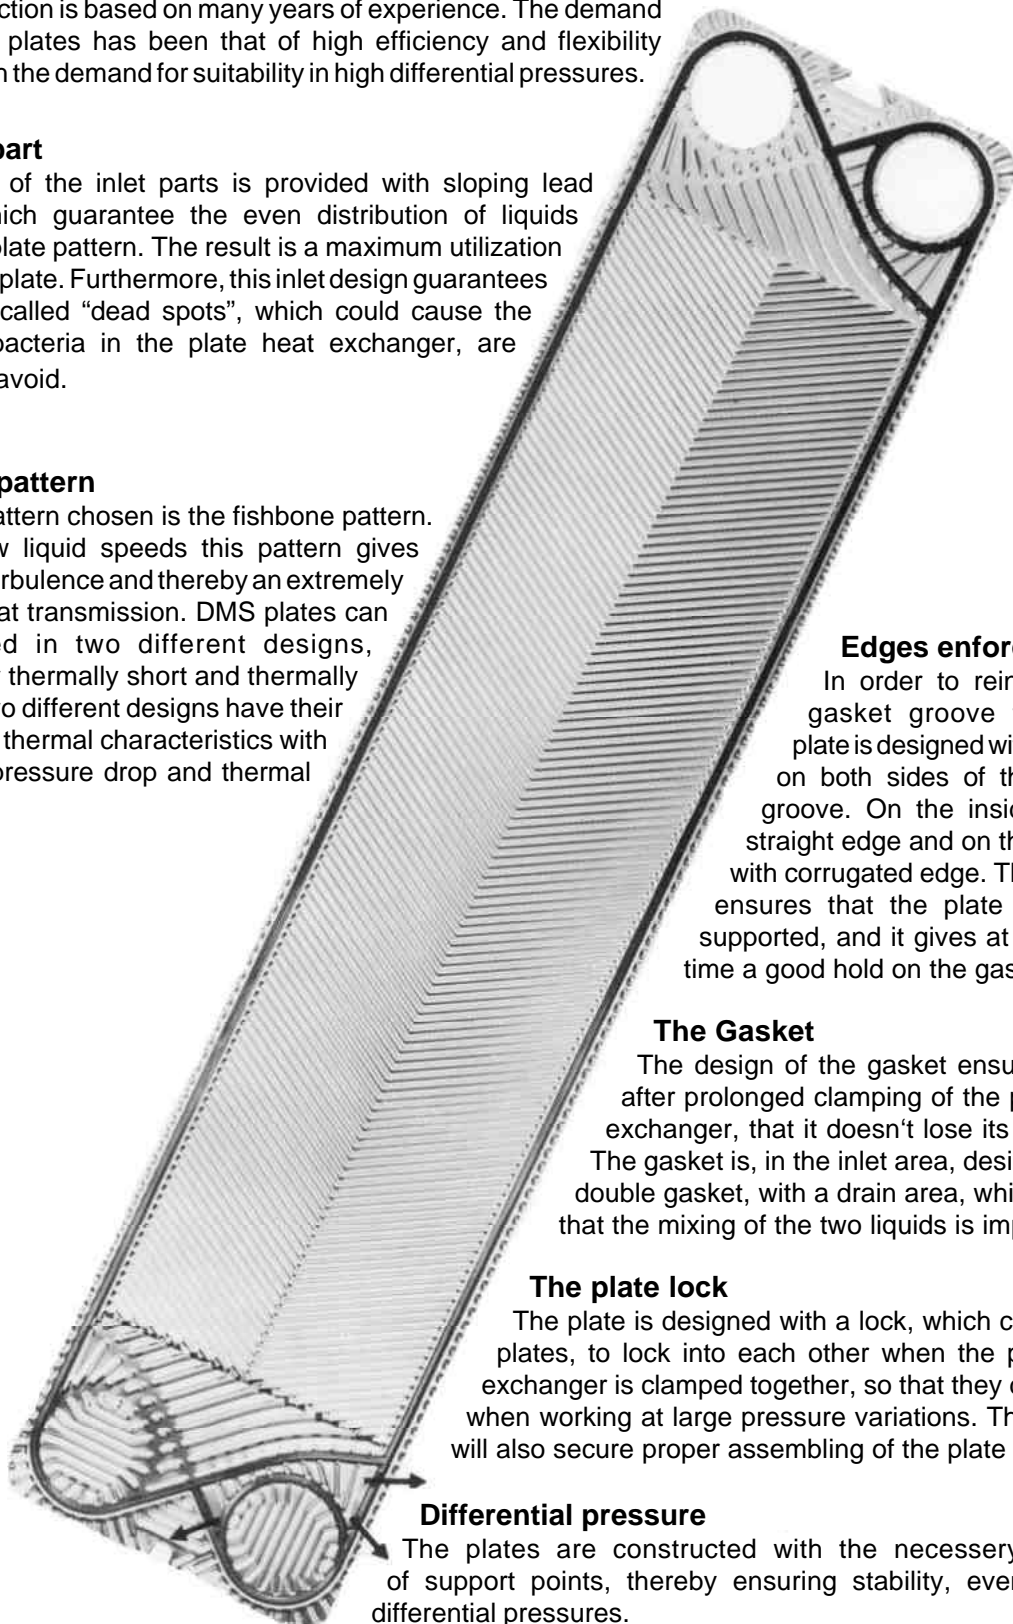 ction is based on many years of experience. The demand
plates has been that of high efficiency and flexibility
n the demand for suitability in high differential pressures.
part
of the inlet parts is provided with sloping lead
hich guarantee the even distribution of liquids
plate pattern. The result is a maximum utilization
plate. Furthermore, this inlet design guarantees
called “dead spots”, which could cause the
bacteria in the plate heat exchanger, are
avoid.
pattern
attern chosen is the fishbone pattern.
w liquid speeds this pattern gives
urbulence and thereby an extremely
at transmission. DMS plates can
ed in two different designs,
y thermally short and thermally
wo different designs have their
thermal characteristics with
pressure drop and thermal
Edges enfor
In order to rein
gasket groove
plate is designed wi
on both sides of th
groove. On the insid
straight edge and on th
with corrugated edge. Th
ensures that the plate
supported, and it gives at
time a good hold on the gas
The Gasket
The design of the gasket ensu
after prolonged clamping of the p
exchanger, that it doesn‘t lose its
The gasket is, in the inlet area, desi
double gasket, with a drain area, whi
that the mixing of the two liquids is imp
The plate lock
The plate is designed with a lock, which c
plates, to lock into each other when the p
exchanger is clamped together, so that they c
when working at large pressure variations. Th
will also secure proper assembling of the plate
Differential pressure
The plates are constructed with the necessery
of support points, thereby ensuring stability, ever
differential pressures.